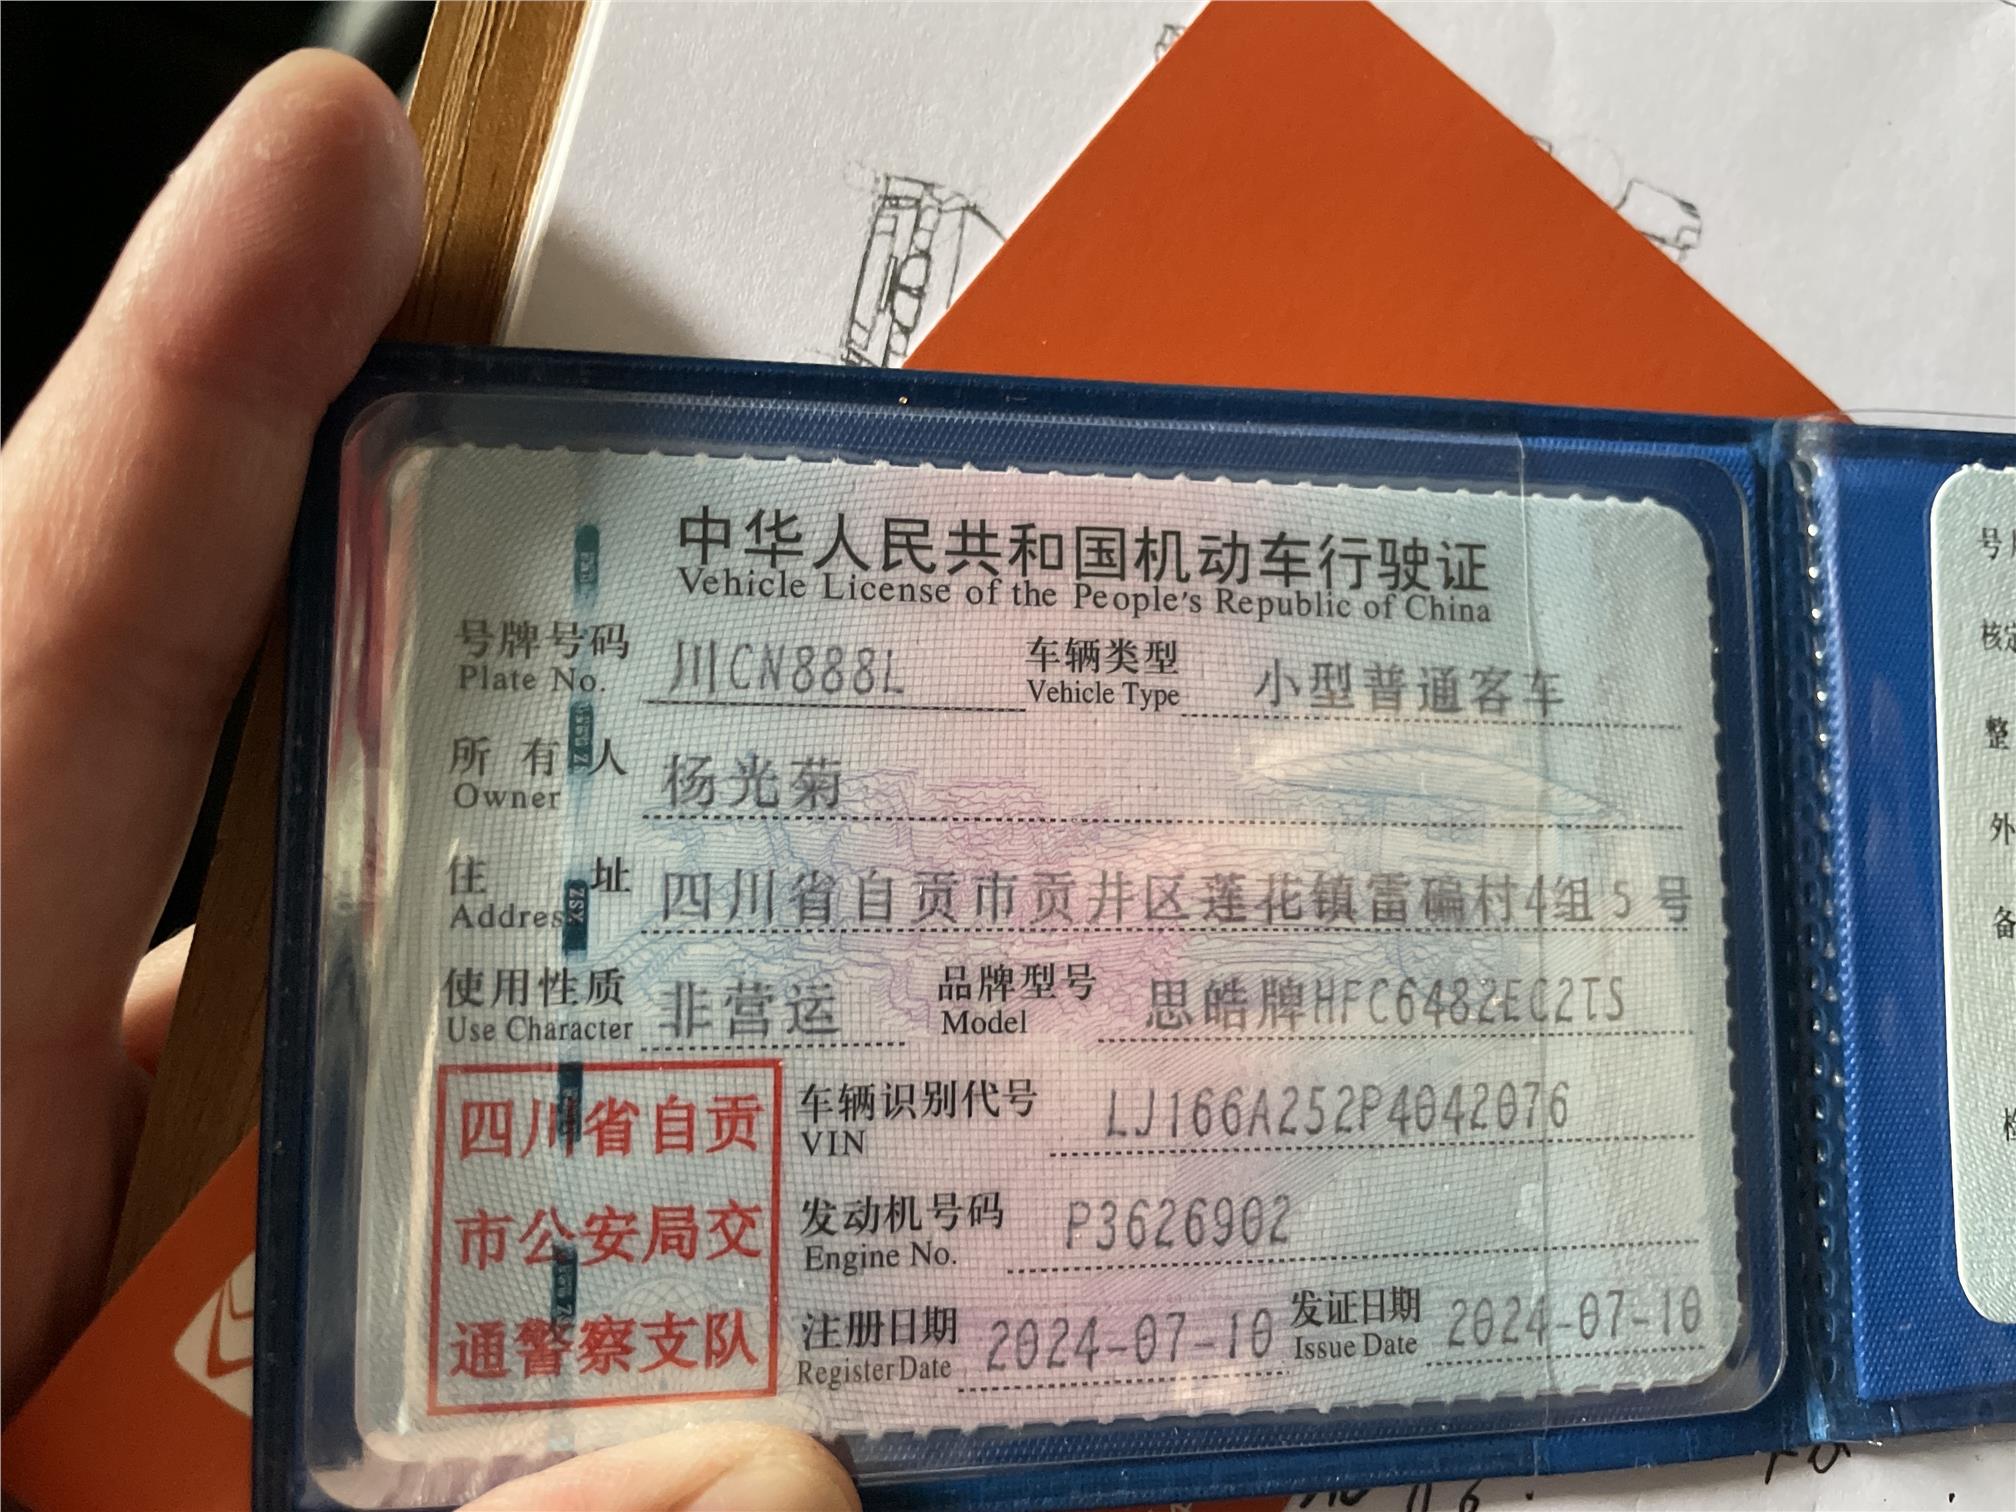 中华人民共和国机动车行驶证
Vehicle License of the People's Republic of China
号牌号码 川CN888L 车辆类型 小型普通客车
Plate No. Vehicle Type
所有人 杨光菊
Owner
住址 四川省自贡市贡井区莲花镇雷碥村4组5号
Address
使用性质 非营运 品牌型号 思皓牌HFC6482EC2TS
Use Character Model
四川省自贡
市公安局交
通警察支队
车辆识别代号 LJ166A252P4042076
VIN
发动机号码 P3626902
Engine No.
注册日期 2024-07-10 发证日期 2024-07-10
Register Date Issue Date
号
核定
整
外
备